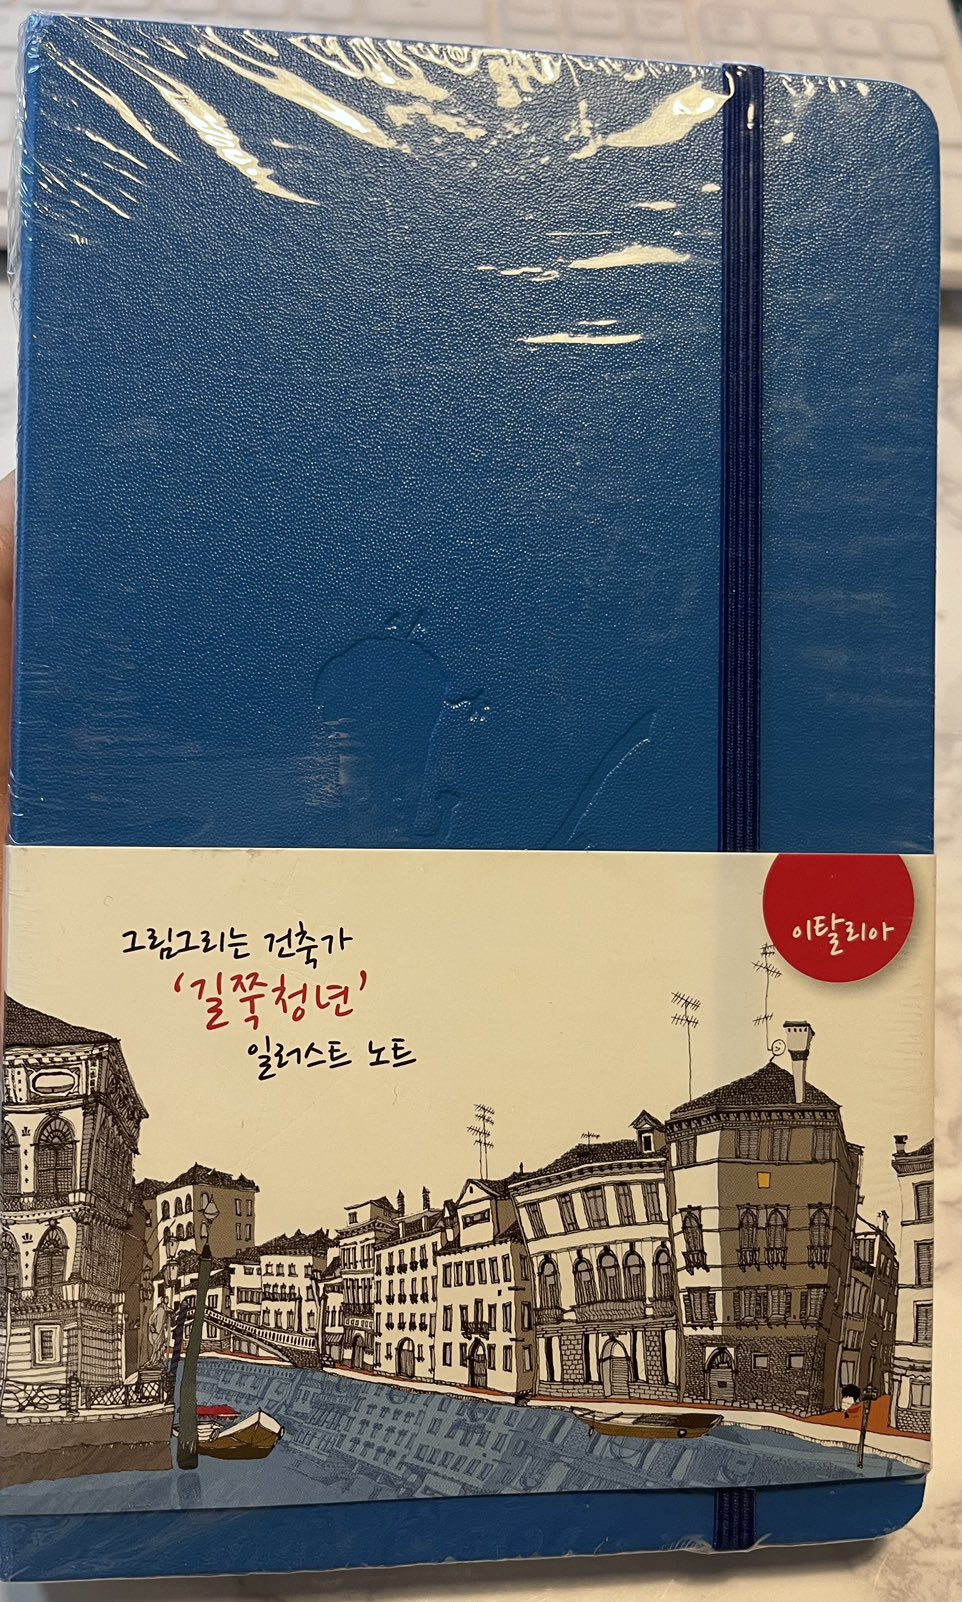 이탈리아
그림그리는 건축가
‘길쭉청년’
일러스트 노트